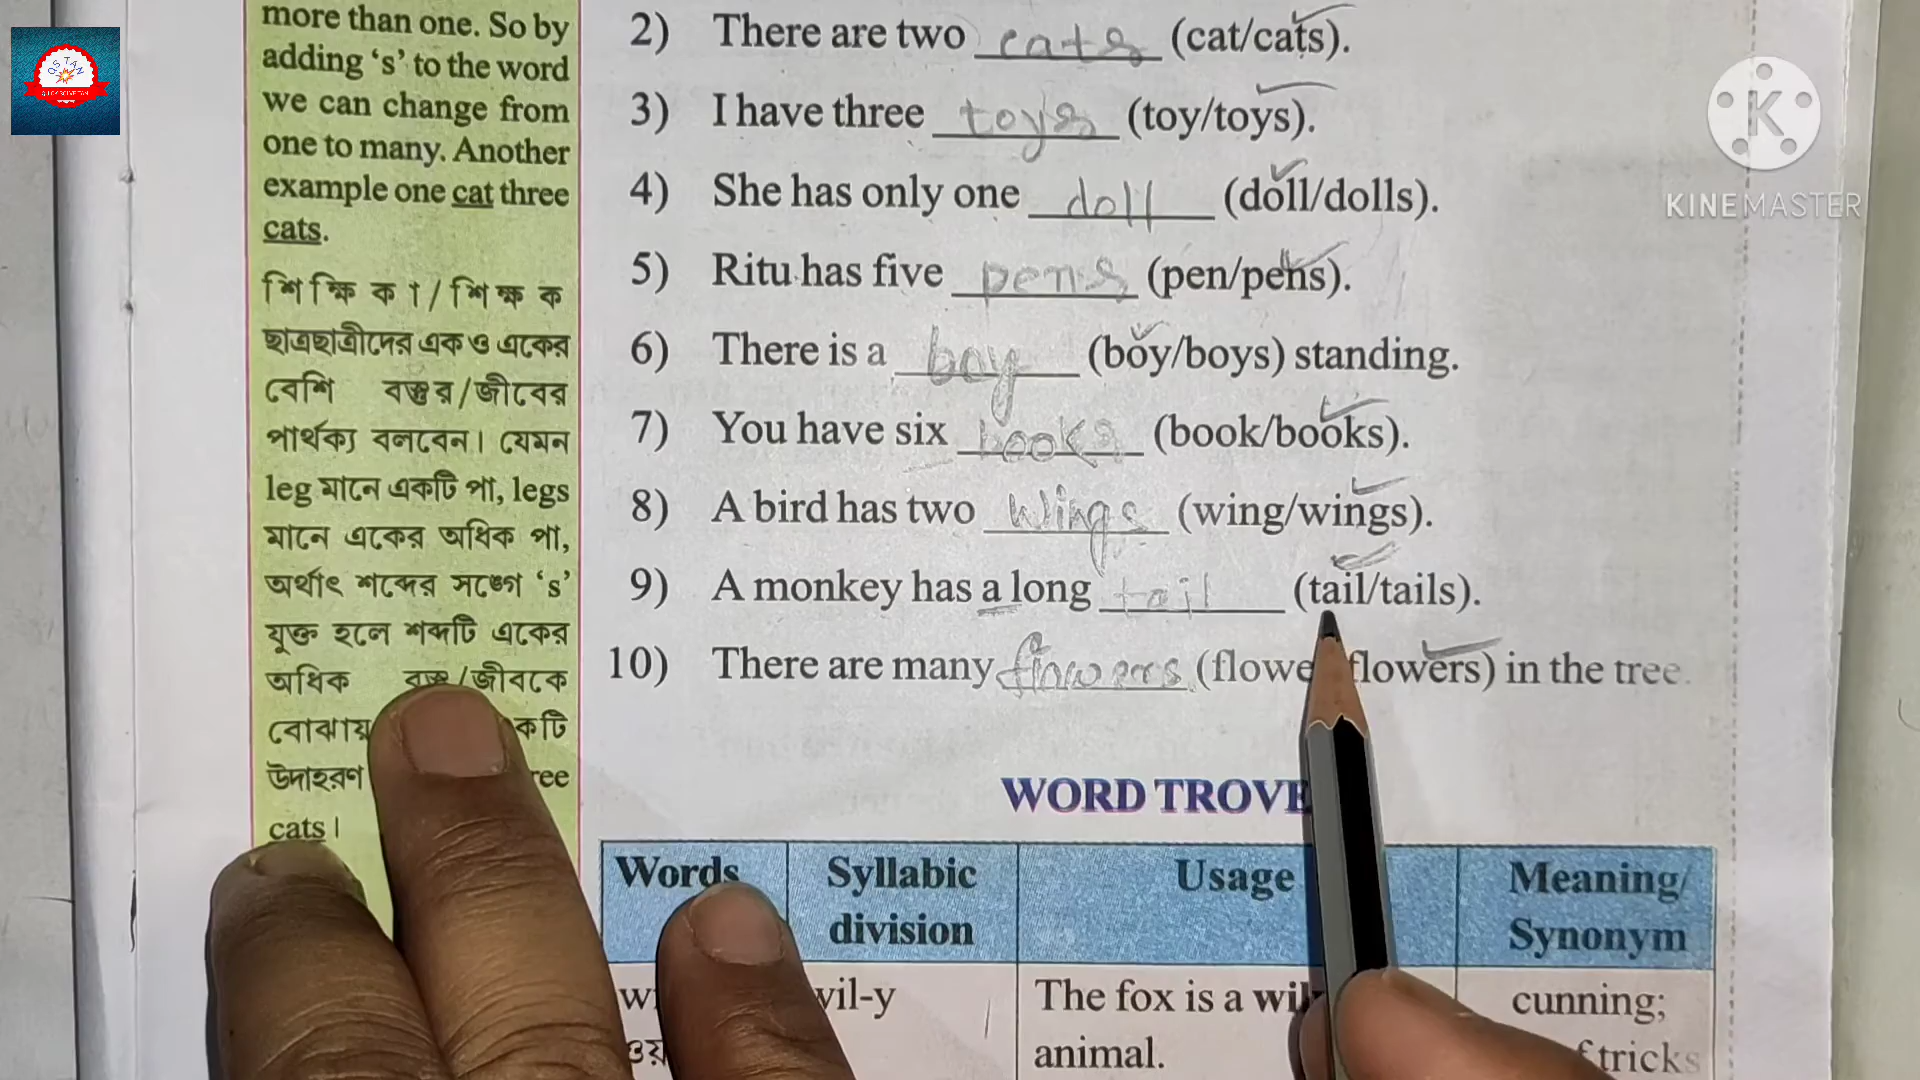 QSTAN
more than one. So by
adding ‘s’ to the word
we can change from
one to many. Another
example one cat three
cats.
শিক্ষিকা/শিক্ষক
ছাত্রছাত্রীদের এক ও একের
বেশি বস্তুর/জীবের
পার্থক্য বলবেন। যেমন
leg মানে একটি পা, legs
মানে একের অধিক পা,
অর্থাৎ শব্দের সঙ্গে ‘s’
যুক্ত হলে শব্দটি একের
অধিক বস্তু/জীবকে
বোঝায়
উদাহরণ
cats।
2) There are two cats (cat/cats).
3) I have three toys (toy/toys).
4) She has only one doll (doll/dolls).
5) Ritu has five pens (pen/pens).
6) There is a boy (boy/boys) standing.
7) You have six books (book/books).
8) A bird has two wings (wing/wings).
9) A monkey has a long tail (tail/tails).
10) There are many flowers (flowe flowers) in the tree.
WORD TROVE
Words Syllabic division Usage Meaning/ Synonym
The fox is a cunning;
animal. tricks
K
KINEMASTER